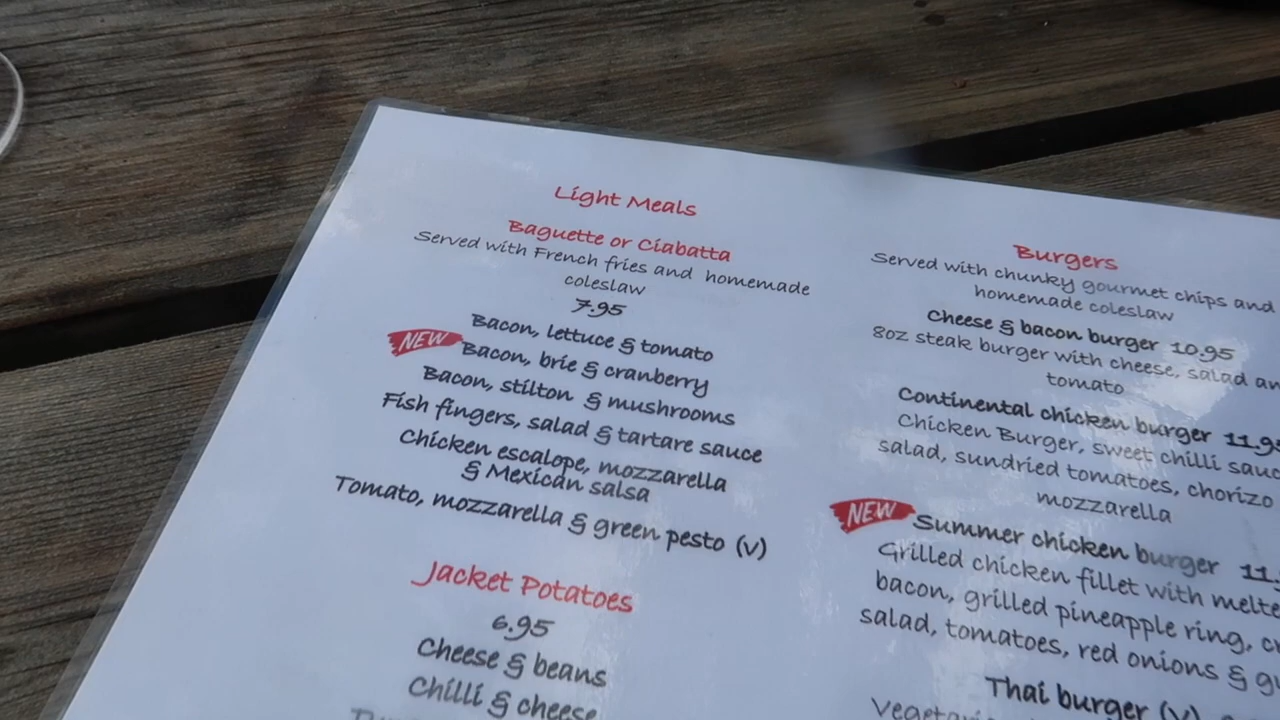 Light Meals
Baguette or Ciabatta
Served with French fries and homemade
coleslaw
7.95
Bacon, lettuce & tomato
NEW Bacon, brie & cranberry
Bacon, stilton & mushrooms
Fish fingers, salad & tartare sauce
Chicken escalope, mozzarella
& Mexican salsa
Tomato, mozzarella & green pesto (v)
Jacket Potatoes
6.95
Cheese & beans
Chilli & cheese
Burgers
Served with chunky gourmet chips and
homemade coleslaw
Cheese & bacon burger 10.95
8oz steak burger with cheese, salad
tomato
Continental chicken burger
Chicken Burger, sweet chilli
salad, sundried tomatoes, chorizo
mozzarella
NEW Summer chicken burger
Grilled chicken fillet with
bacon, grilled pineapple ring,
salad, tomatoes, red onions &
Thai burger (v)